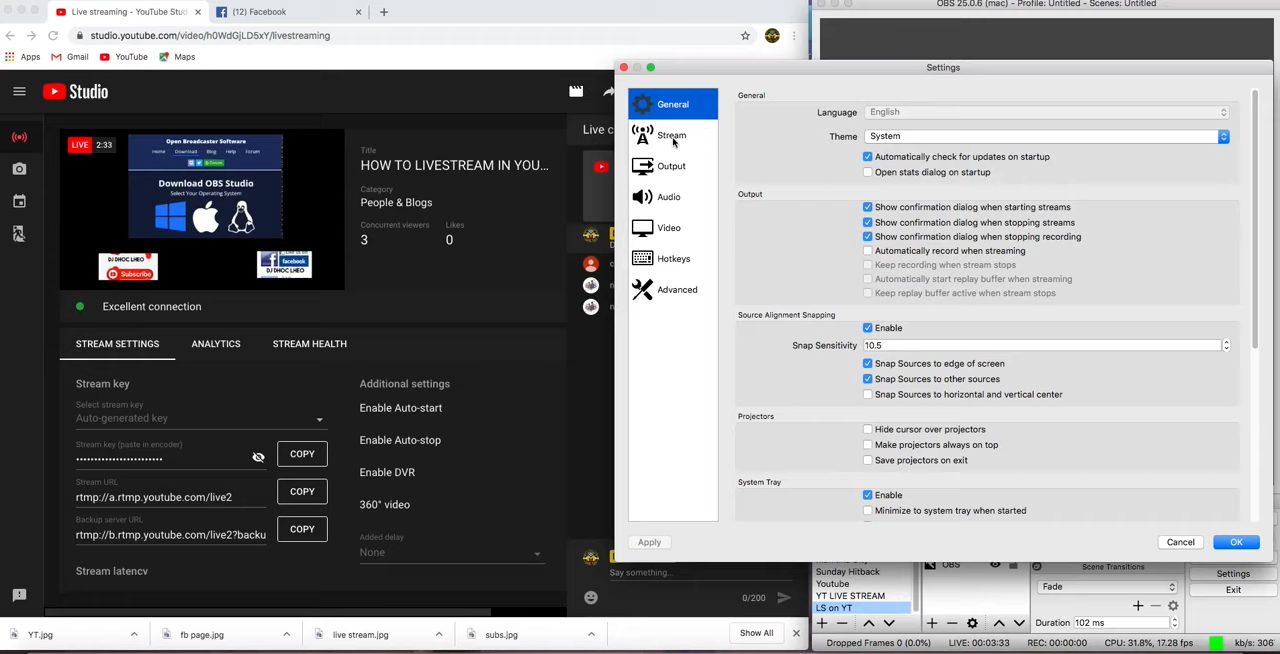 Live streaming - YouTube Stud
(12) Facebook
OBS 25.0.6 (mac) - Profile: Untitled - Scenes: Untitled
studio.youtube.com/video/h0WdGjLD5xY/livestreaming
Apps
Gmail
YouTube
Maps
Settings
Studio
Live c
LIVE 2:33
Open Broadcaster Software
Home Download Blog Help Forum
Download OBS Studio
Select Your Operating System
DJ DHOC LHEO
Subscribe
facebook
DJ DHOC LHEO
Title
HOW TO LIVESTREAM IN YOU...
Category
People & Blogs
Concurrent viewers
3
Likes
0
Excellent connection
STREAM SETTINGS
ANALYTICS
STREAM HEALTH
Stream key
Select stream key
Auto-generated key
Stream key (paste in encoder)
••••••••••••••••••••••••
COPY
Stream URL
rtmp://a.rtmp.youtube.com/live2
COPY
Backup server URL
rtmp://b.rtmp.youtube.com/live2?backu
COPY
Stream latency
Additional settings
Enable Auto-start
Enable Auto-stop
Enable DVR
360° video
Added delay
None
Say something...
0/200
General
Stream
Output
Audio
Video
Hotkeys
Advanced
General
Language English
Theme System
Automatically check for updates on startup
Open stats dialog on startup
Output
Show confirmation dialog when starting streams
Show confirmation dialog when stopping streams
Show confirmation dialog when stopping recording
Automatically record when streaming
Keep recording when stream stops
Automatically start replay buffer when streaming
Keep replay buffer active when stream stops
Source Alignment Snapping
Enable
Snap Sensitivity 10.5
Snap Sources to edge of screen
Snap Sources to other sources
Snap Sources to horizontal and vertical center
Projectors
Hide cursor over projectors
Make projectors always on top
Save projectors on exit
System Tray
Enable
Minimize to system tray when started
Apply
Cancel
OK
Sunday Hitback
Youtube
YT LIVE STREAM
LS on YT
OBS
Scene Transitions
Fade
Duration 102 ms
Settings
Exit
YT.jpg
fb page.jpg
live stream.jpg
subs.jpg
Show All
Dropped Frames 0 (0.0%)
LIVE: 00:03:33
REC: 00:00:00
CPU: 31.8%, 17.28 fps
kb/s: 306